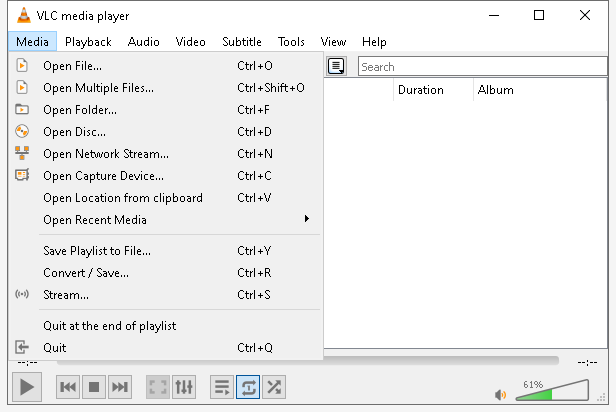 VLC media player
Media Playback Audio Video Subtitle Tools View Help
Open File... Ctrl+O
Open Multiple Files... Ctrl+Shift+O
Open Folder... Ctrl+F
Open Disc... Ctrl+D
Open Network Stream... Ctrl+N
Open Capture Device... Ctrl+C
Open Location from clipboard Ctrl+V
Open Recent Media
Save Playlist to File... Ctrl+Y
Convert / Save... Ctrl+R
Stream... Ctrl+S
Quit at the end of playlist
Quit Ctrl+Q
Search
Duration Album
--:-- --:--
61%